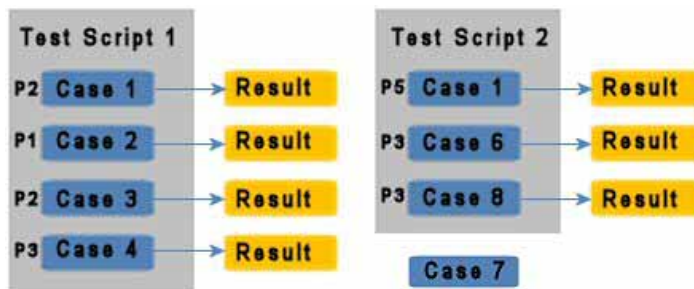 Test Script 1
P2 Case 1 Result
P1 Case 2 Result
P2 Case 3 Result
P3 Case 4 Result
Test Script 2
P5 Case 1 Result
P3 Case 6 Result
P3 Case 8 Result
Case 7